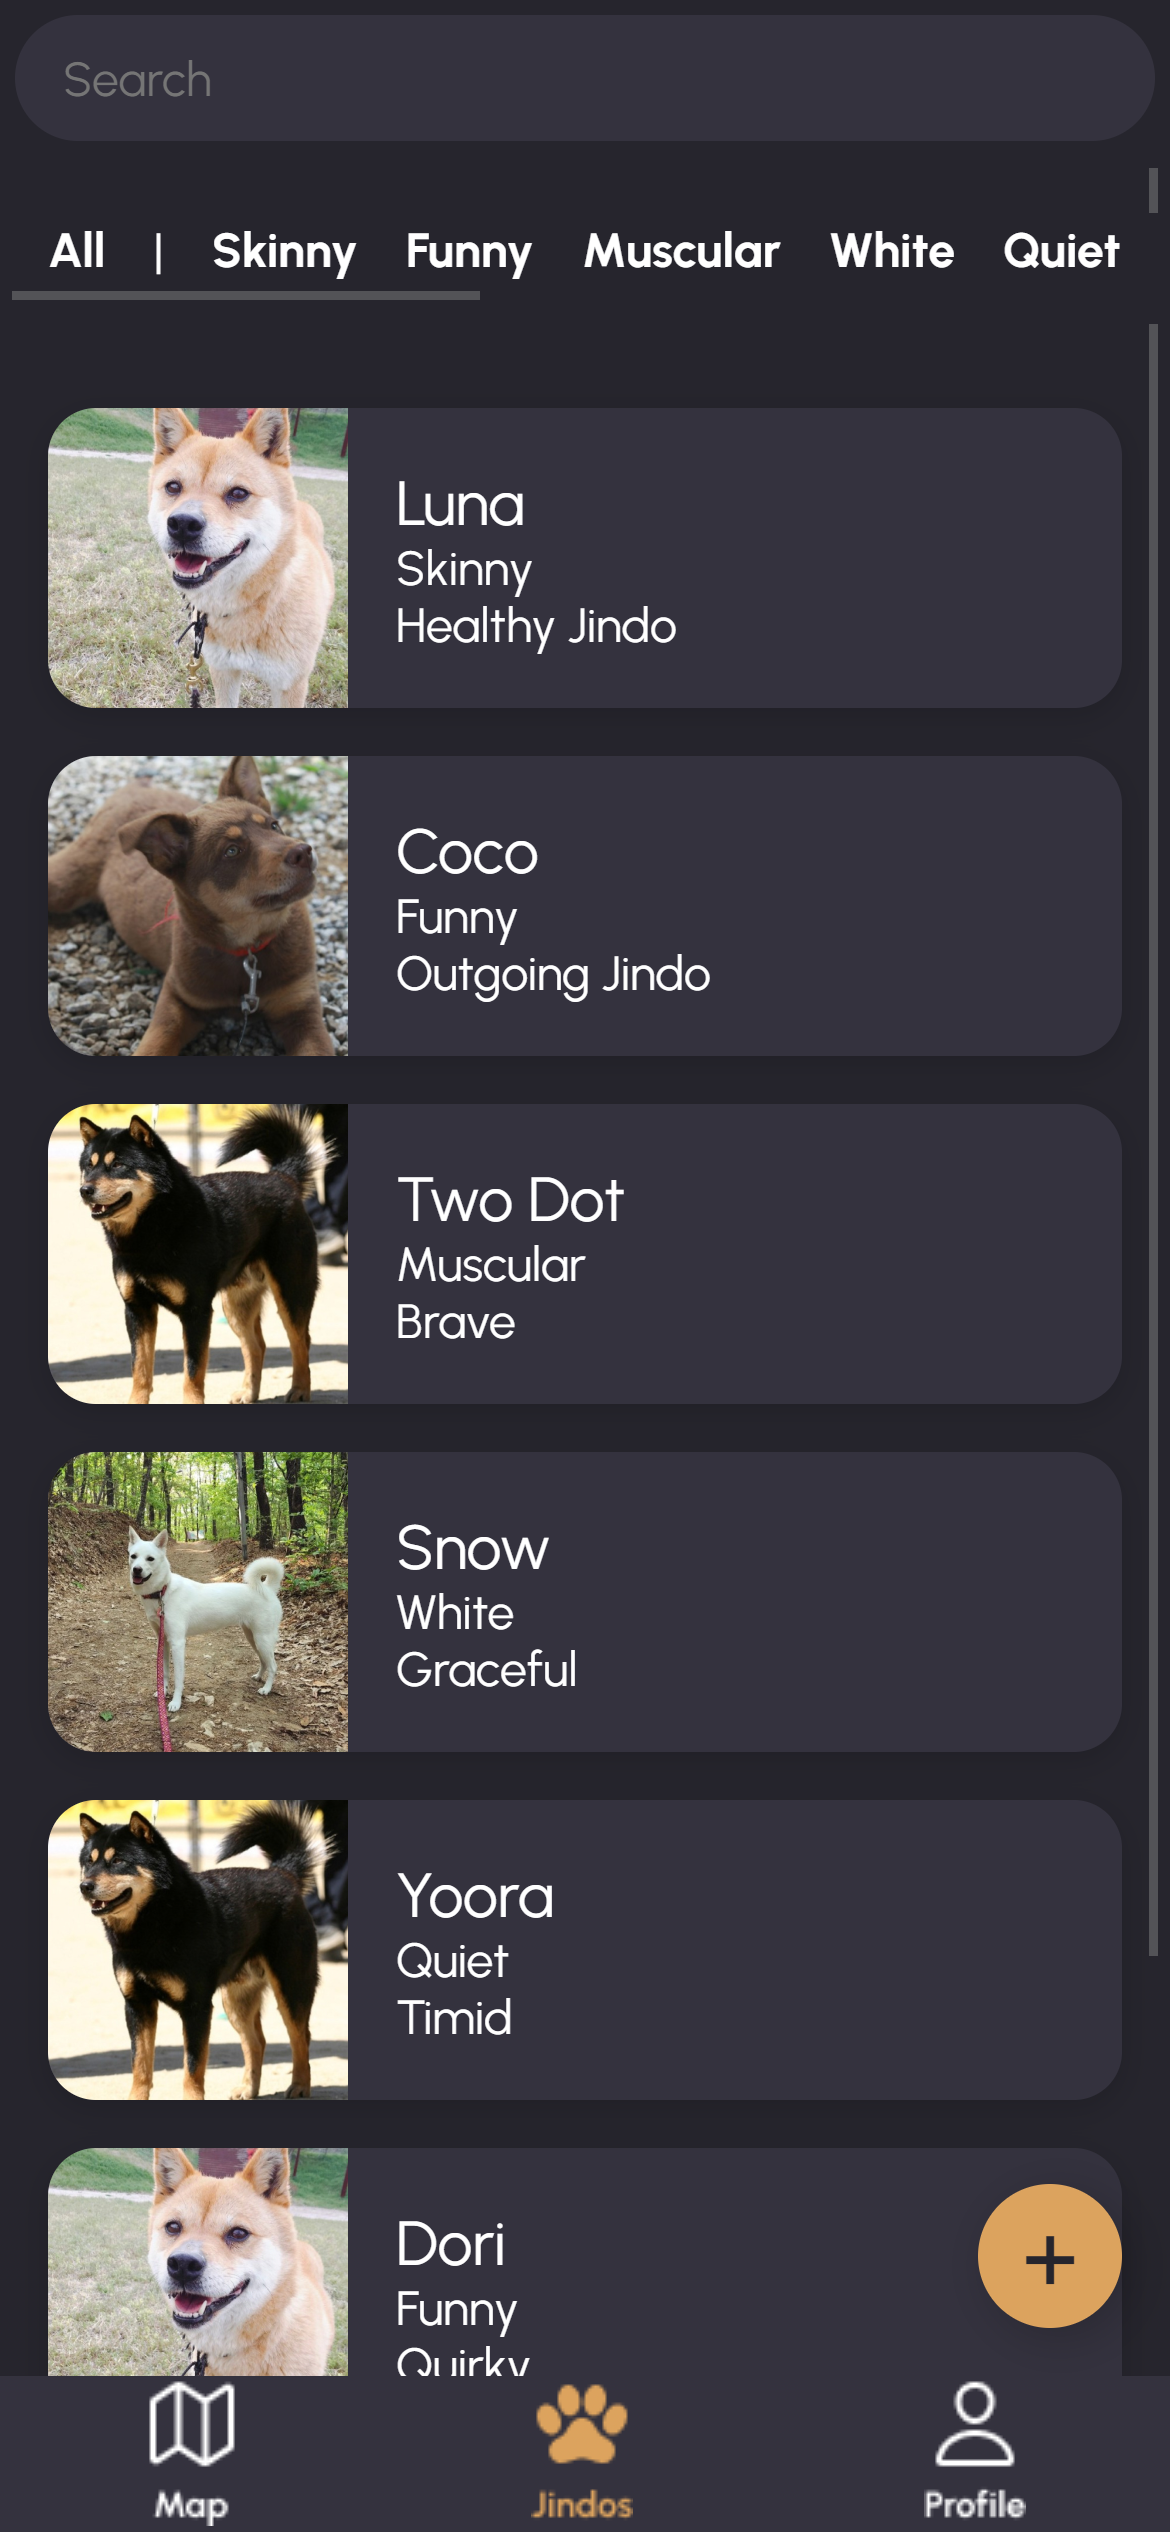 Search
All | Skinny Funny Muscular White Quiet
Luna
Skinny
Healthy Jindo
Coco
Funny
Outgoing Jindo
Two Dot
Muscular
Brave
Snow
White
Graceful
Yoora
Quiet
Timid
Dori
Funny
Quirky
+
Map Jindos Profile